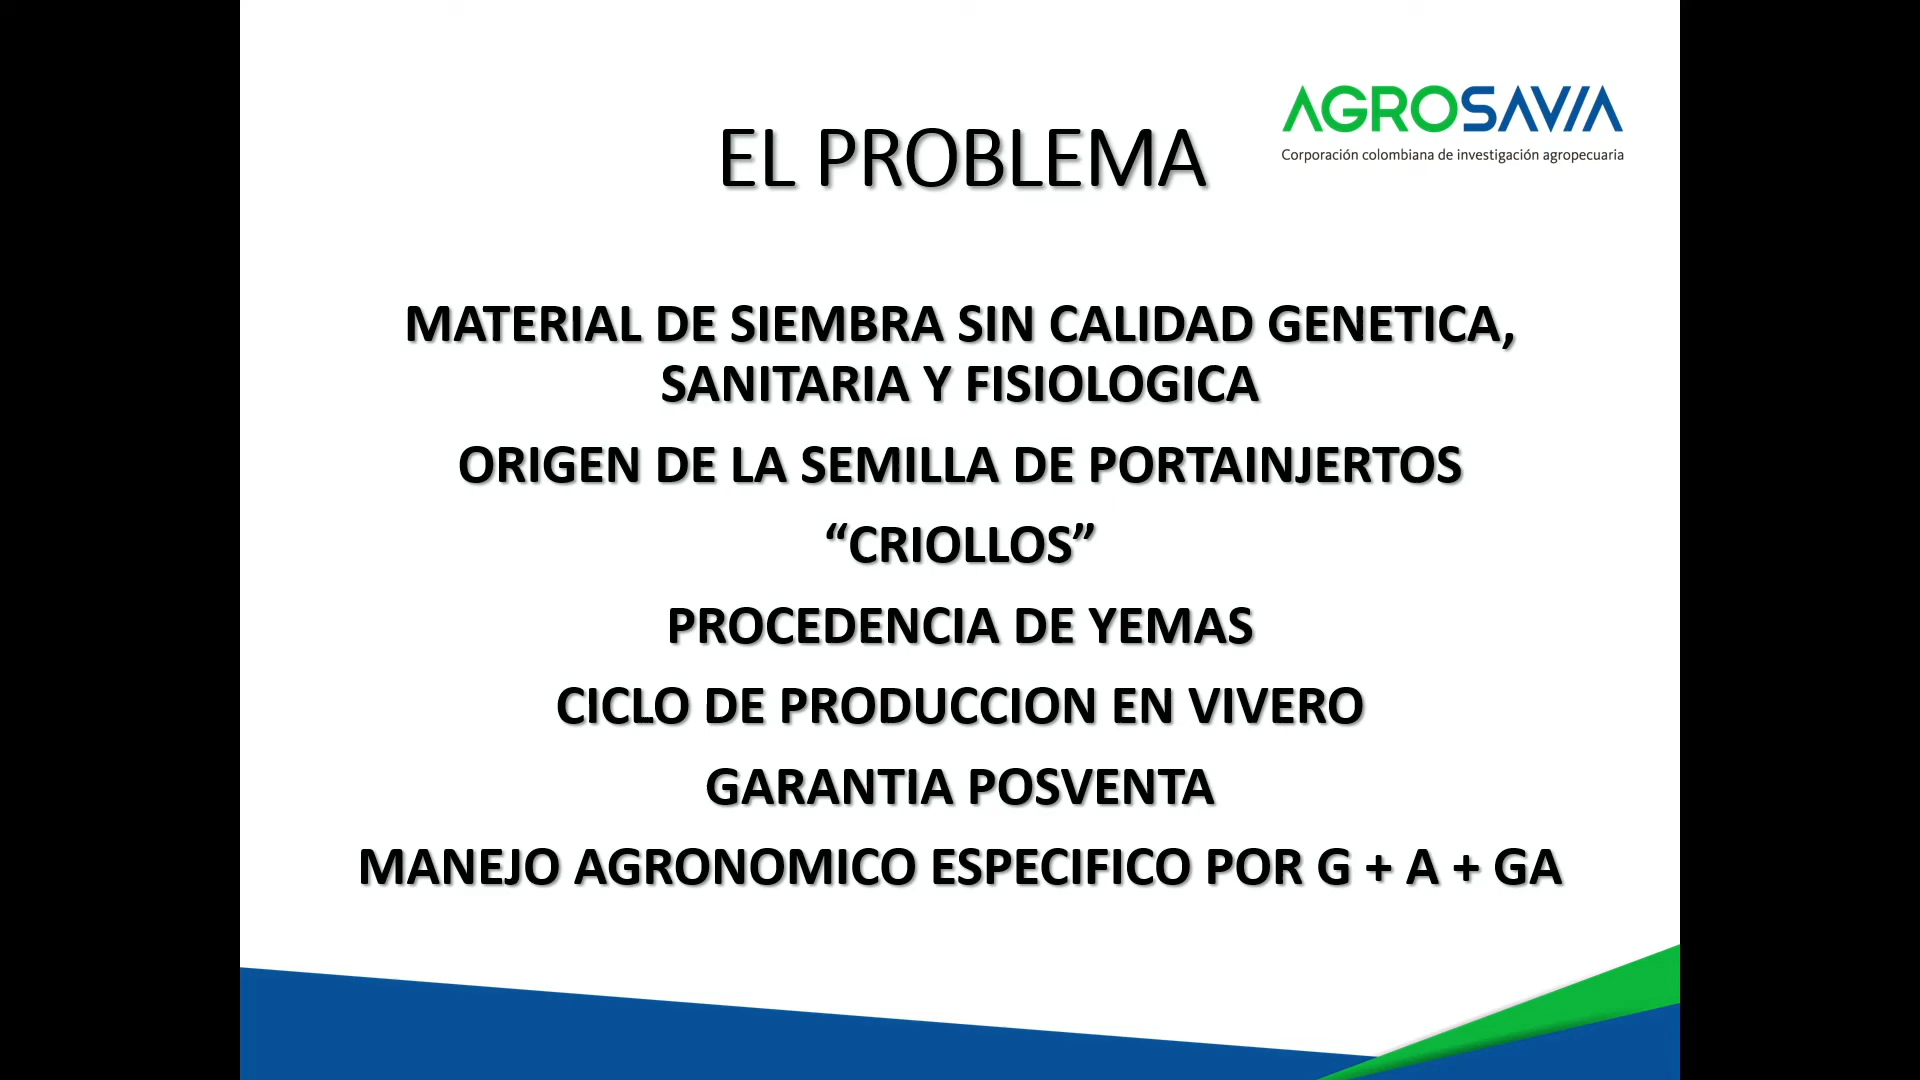 AGROSAVIA
Corporación colombiana de investigación agropecuaria
EL PROBLEMA
MATERIAL DE SIEMBRA SIN CALIDAD GENETICA,
SANITARIA Y FISIOLOGICA
ORIGEN DE LA SEMILLA DE PORTAINJERTOS
“CRIOLLOS”
PROCEDENCIA DE YEMAS
CICLO DE PRODUCCION EN VIVERO
GARANTIA POSVENTA
MANEJO AGRONOMICO ESPECIFICO POR G + A + GA